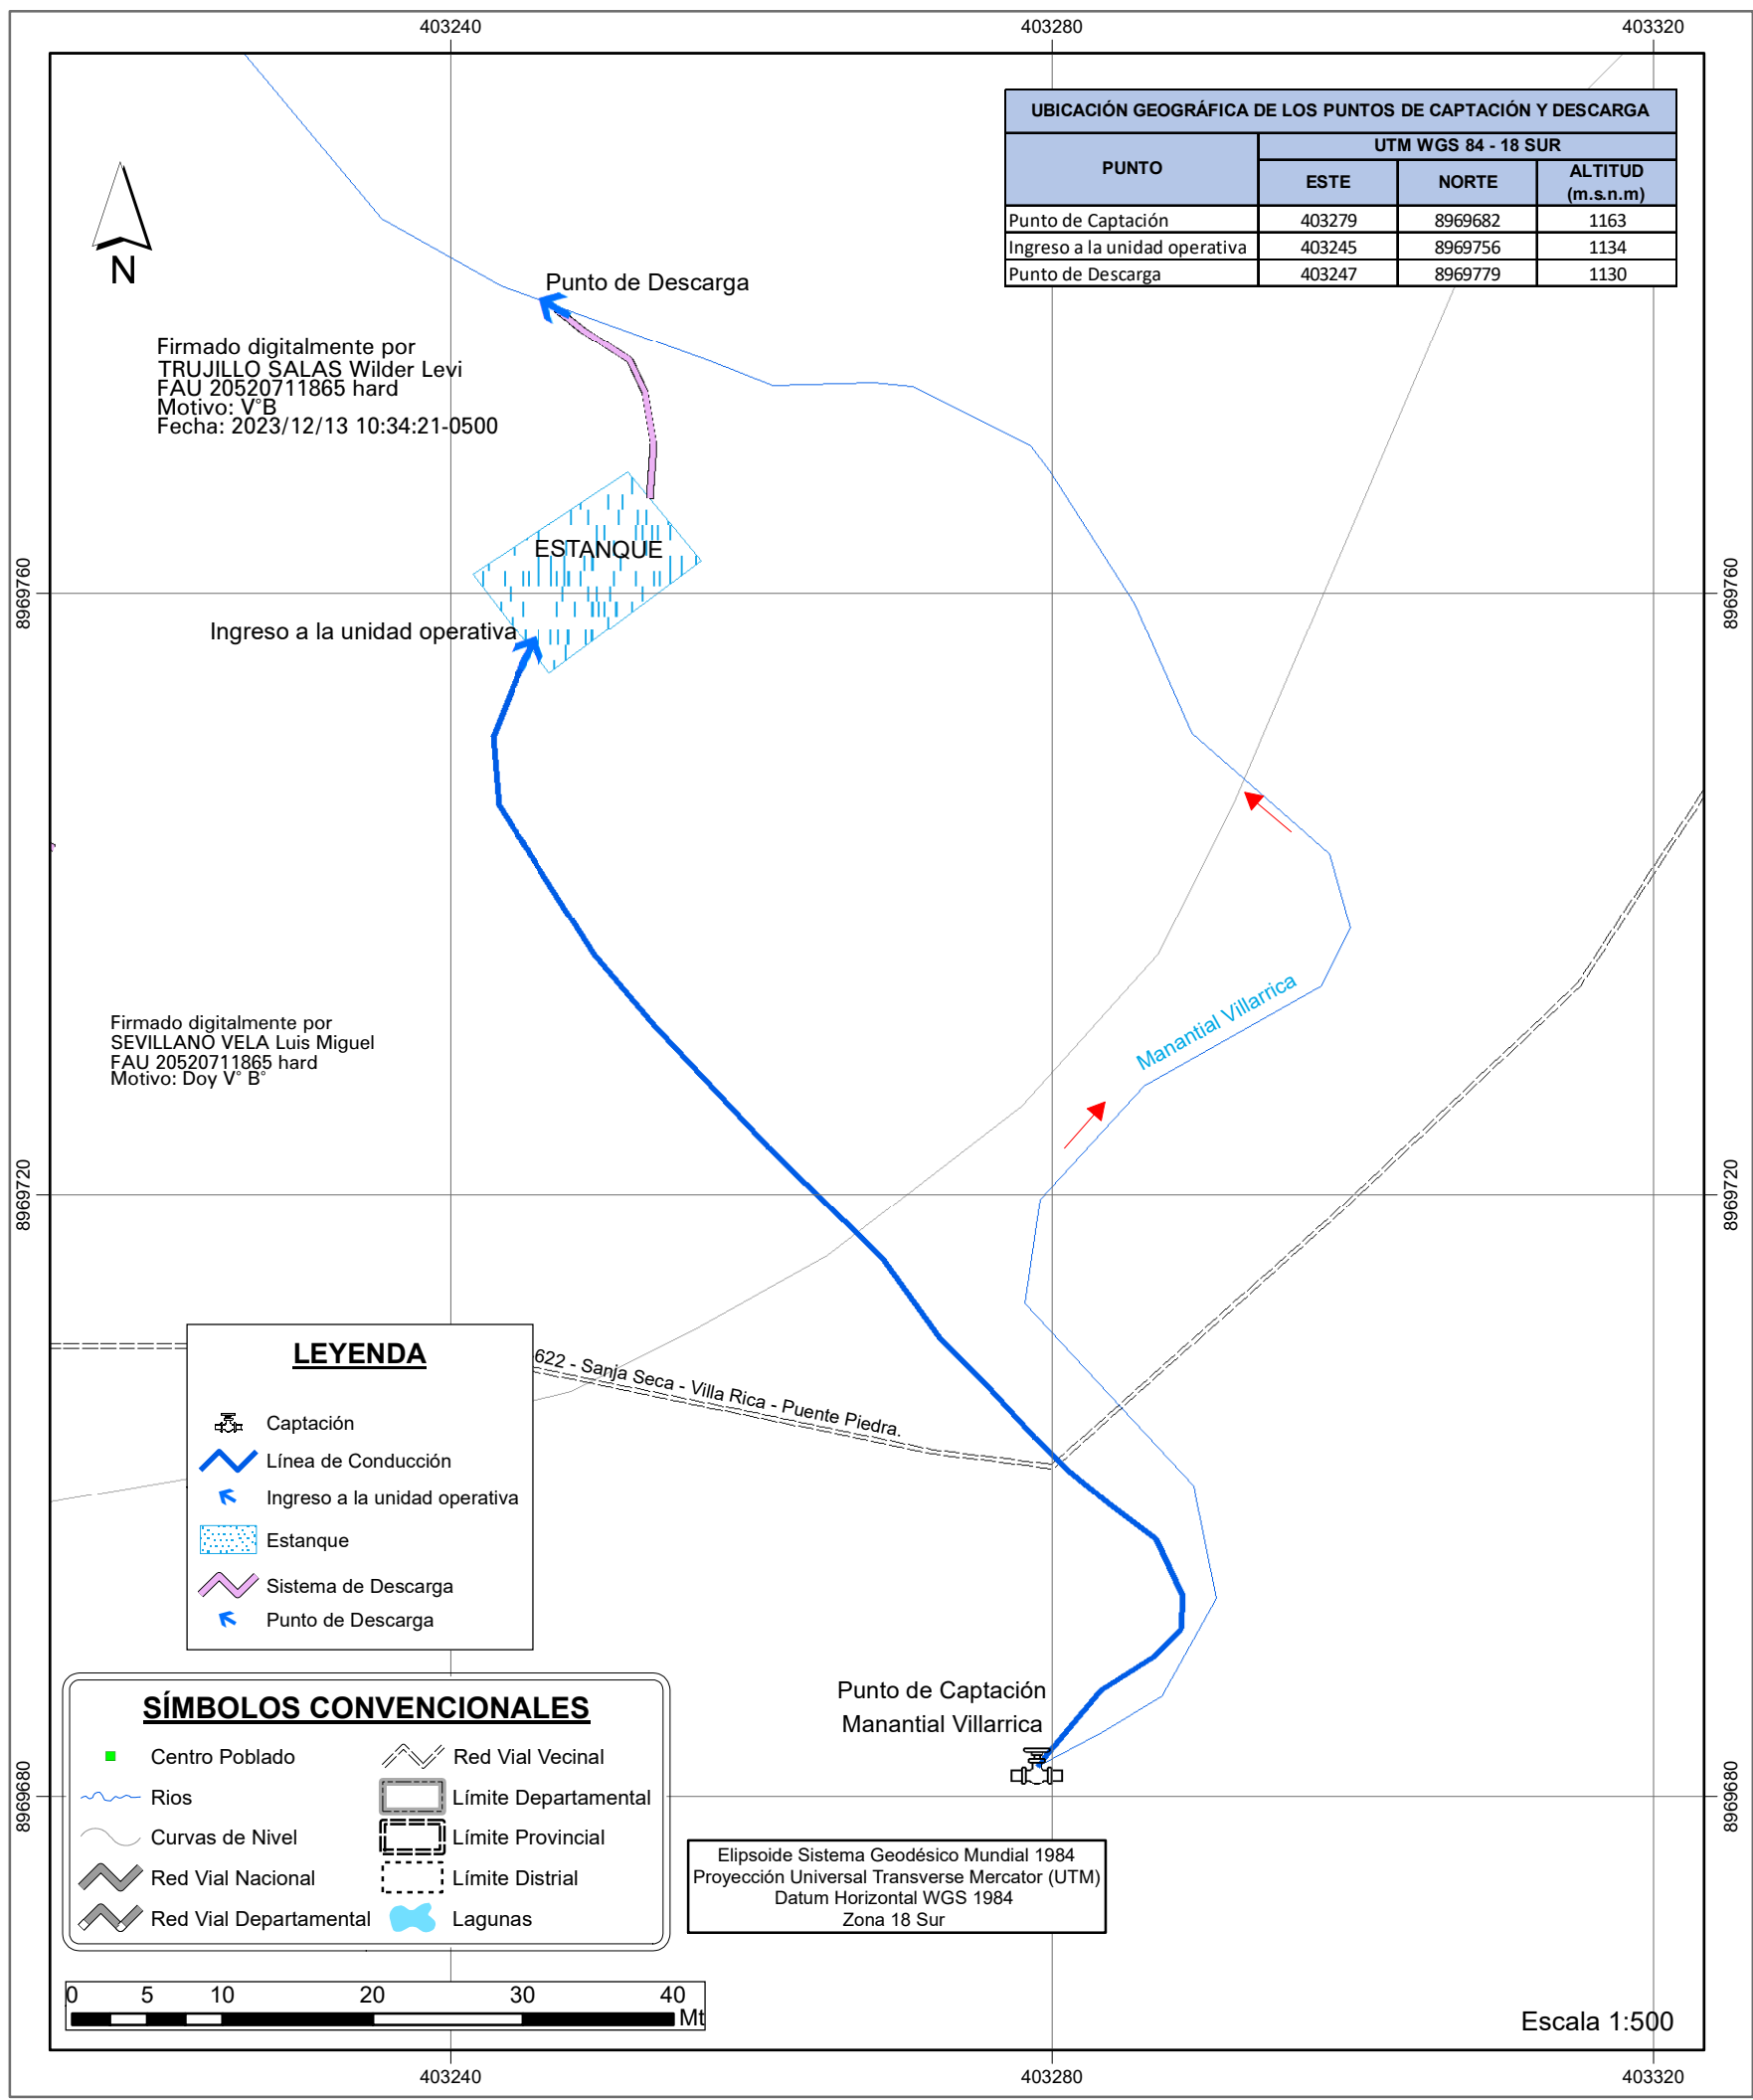 403240
403280
403320
UBICACIÓN GEOGRÁFICA DE LOS PUNTOS DE CAPTACIÓN Y DESCARGA
PUNTO
UTM WGS 84 - 18 SUR
ESTE
NORTE
ALTITUD
(m.s.n.m)
Punto de Captación 403279 8969682 1163
Ingreso a la unidad operativa 403245 8969756 1134
Punto de Descarga 403247 8969779 1130
N
Punto de Descarga
Firmado digitalmente por
TRUJILLO SALAS Wilder Levi
FAU 20520711865 hard
Motivo: V°B
Fecha: 2023/12/13 10:34:21-0500
ESTANQUE
8969760
8969760
Ingreso a la unidad operativa
Manantial Villarrica
Firmado digitalmente por
SEVILLANO VELA Luis Miguel
FAU 20520711865 hard
Motivo: Doy V° B°
8969720
8969720
622 - Sanja Seca - Villa Rica - Puente Piedra.
LEYENDA
Captación
Línea de Conducción
Ingreso a la unidad operativa
Estanque
Sistema de Descarga
Punto de Descarga
Punto de Captación
Manantial Villarrica
SÍMBOLOS CONVENCIONALES
Centro Poblado
Rios
Curvas de Nivel
Red Vial Nacional
Red Vial Departamental
Red Vial Vecinal
Límite Departamental
Límite Provincial
Límite Distrial
Lagunas
8969680
8969680
Elipsoide Sistema Geodésico Mundial 1984
Proyección Universal Transverse Mercator (UTM)
Datum Horizontal WGS 1984
Zona 18 Sur
0 5 10 20 30 40
Mt
Escala 1:500
403240
403280
403320